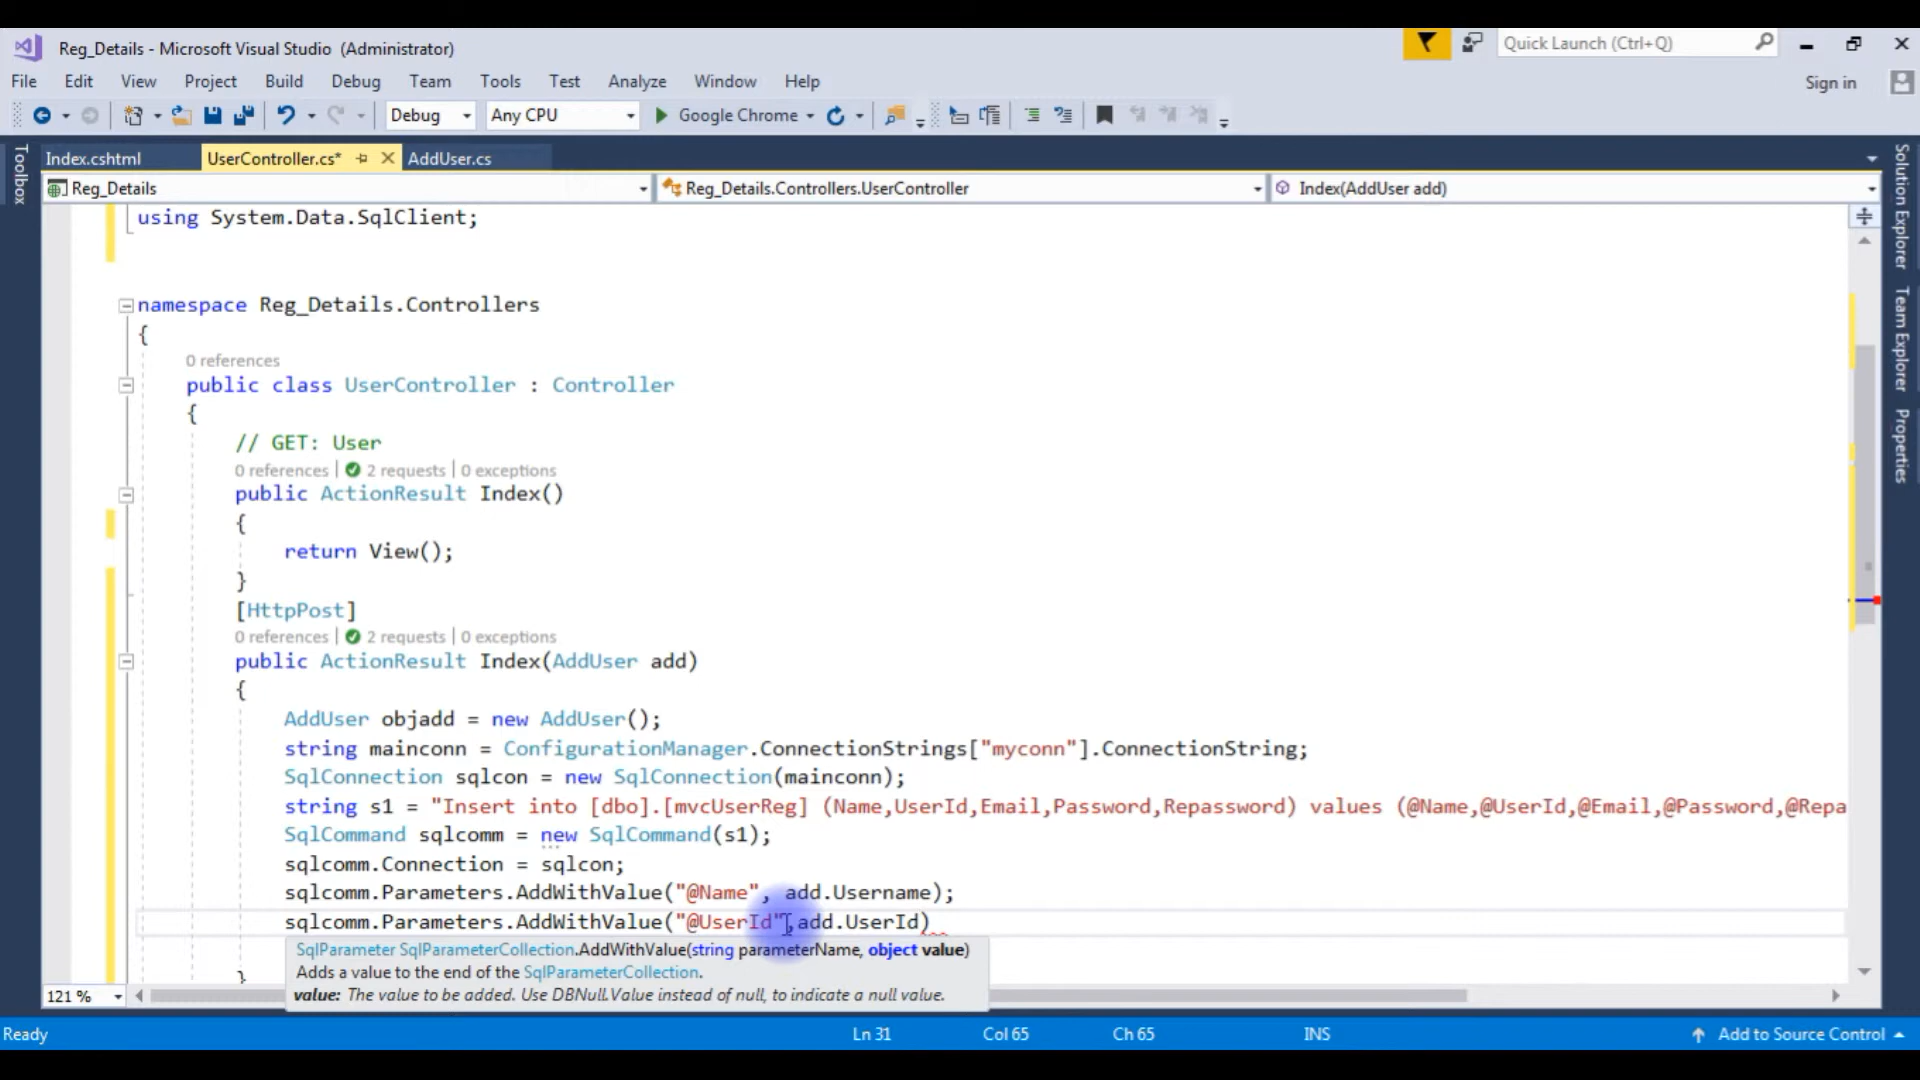 Reg_Details - Microsoft Visual Studio (Administrator)
Quick Launch (Ctrl+Q)
File Edit View Project Build Debug Team Tools Test Analyze Window Help
Sign in
Debug Any CPU Google Chrome
Toolbox
Index.cshtml UserController.cs* AddUser.cs
Reg_Details Reg_Details.Controllers.UserController Index(AddUser add)
Solution Explorer
Team Explorer
Properties
using System.Data.SqlClient;
namespace Reg_Details.Controllers
{
0 references
public class UserController : Controller
{
// GET: User
0 references | 2 requests | 0 exceptions
public ActionResult Index()
{
return View();
}
[HttpPost]
0 references | 2 requests | 0 exceptions
public ActionResult Index(AddUser add)
{
AddUser objadd = new AddUser();
string mainconn = ConfigurationManager.ConnectionStrings["myconn"].ConnectionString;
SqlConnection sqlcon = new SqlConnection(mainconn);
string s1 = "Insert into [dbo].[mvcUserReg] (Name,UserId,Email,Password,Repassword) values (@Name,@UserId,@Email,@Password,@Repa
SqlCommand sqlcomm = new SqlCommand(s1);
sqlcomm.Connection = sqlcon;
sqlcomm.Parameters.AddWithValue("@Name", add.Username);
sqlcomm.Parameters.AddWithValue("@UserId",add.UserId)
SqlParameter SqlParameterCollection.AddWithValue(string parameterName, object value)
Adds a value to the end of the SqlParameterCollection.
value: The value to be added. Use DBNull.Value instead of null, to indicate a null value.
}
121 %
Ready Ln 31 Col 65 Ch 65 INS Add to Source Control